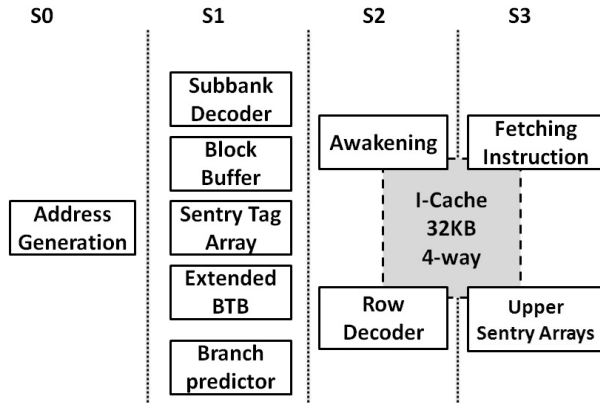 S0
S1
S2
S3
Subbank
Decoder
Block
Buffer
Address
Generation
Sentry Tag
Array
Extended
BTB
Branch
predictor
Awakening
Fetching
Instruction
I-Cache
32KB
4-way
Row
Decoder
Upper
Sentry Arrays